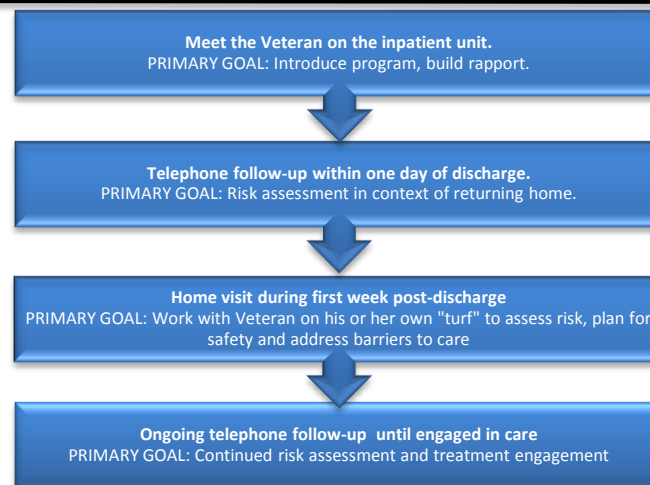 Meet the Veteran on the inpatient unit.
PRIMARY GOAL: Introduce program, build rapport.
Telephone follow-up within one day of discharge.
PRIMARY GOAL: Risk assessment in context of returning home.
Home visit during first week post-discharge
PRIMARY GOAL: Work with Veteran on his or her own "turf" to assess risk, plan for
safety and address barriers to care
Ongoing telephone follow-up until engaged in care
PRIMARY GOAL: Continued risk assessment and treatment engagement